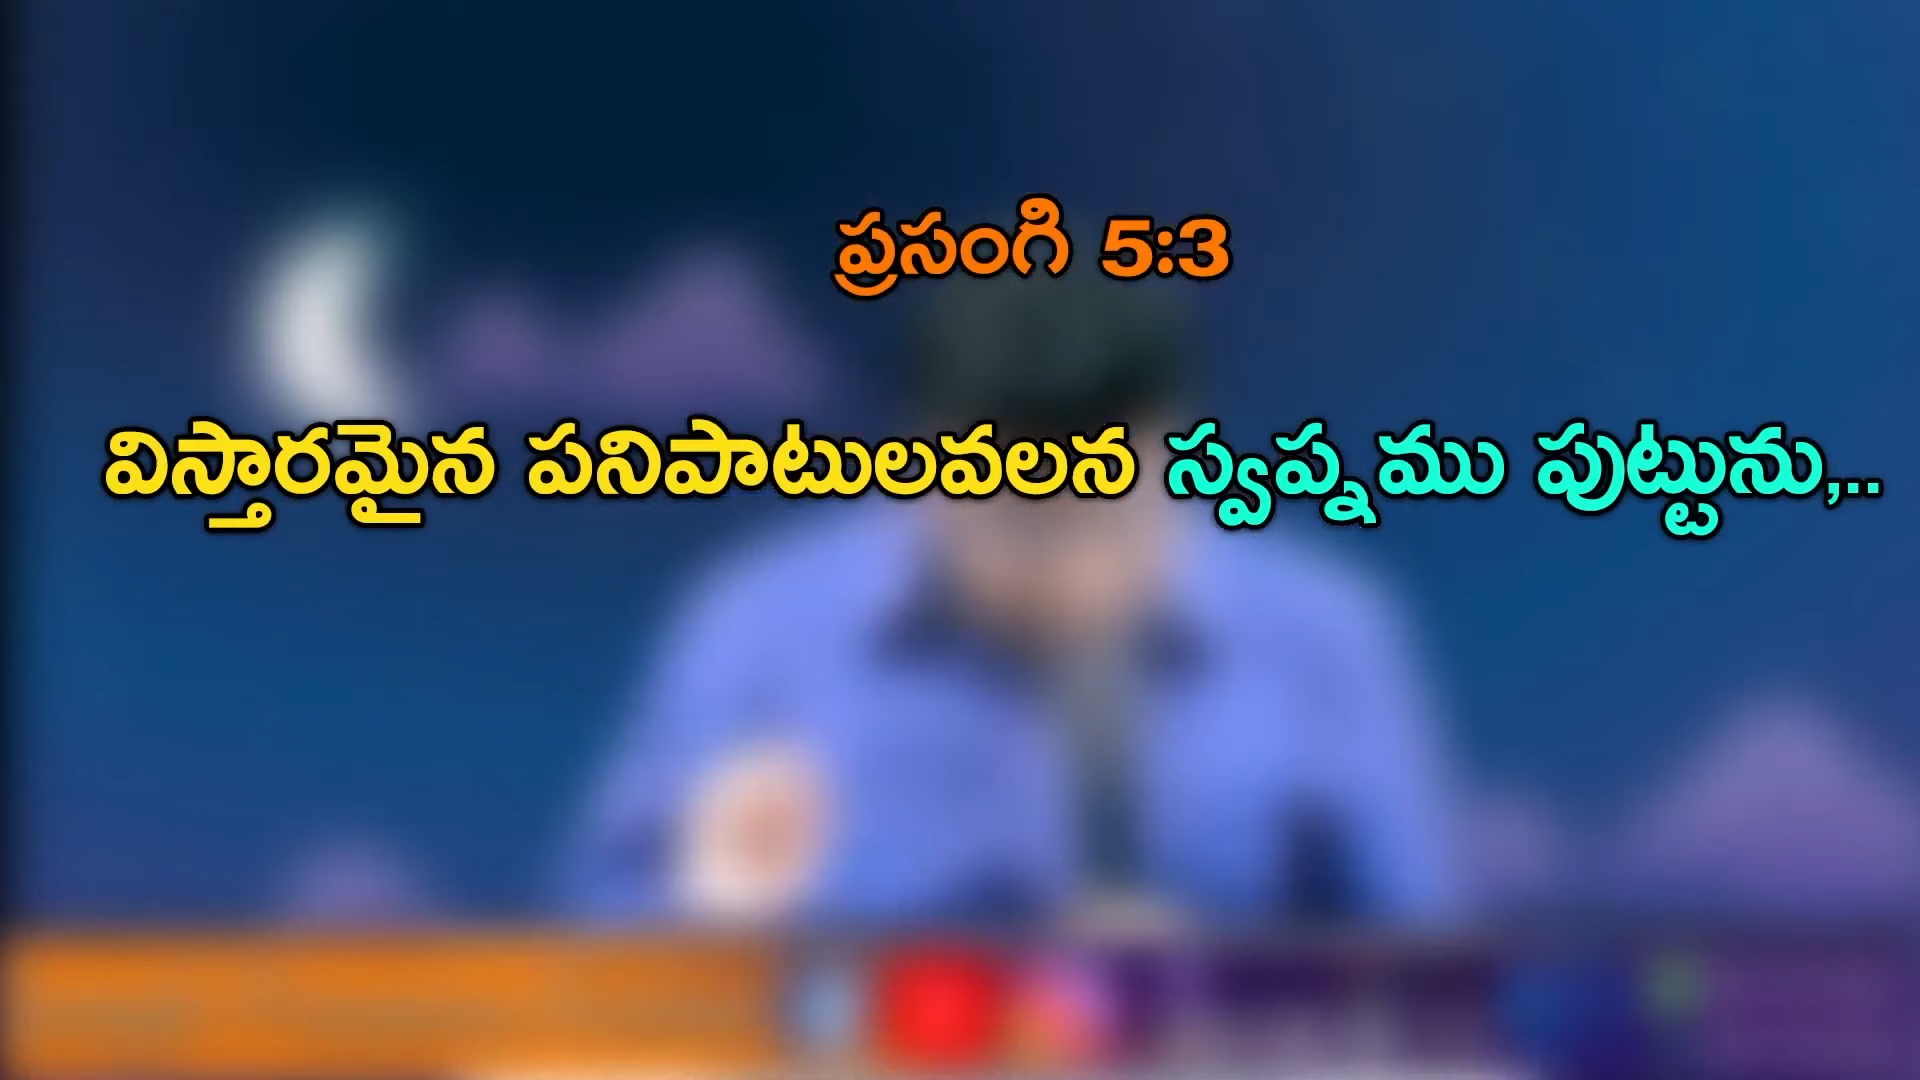 ప్రసంగి 5:3
విస్తారమైన పనిపాటులవలన స్వప్నము పుట్టును,..